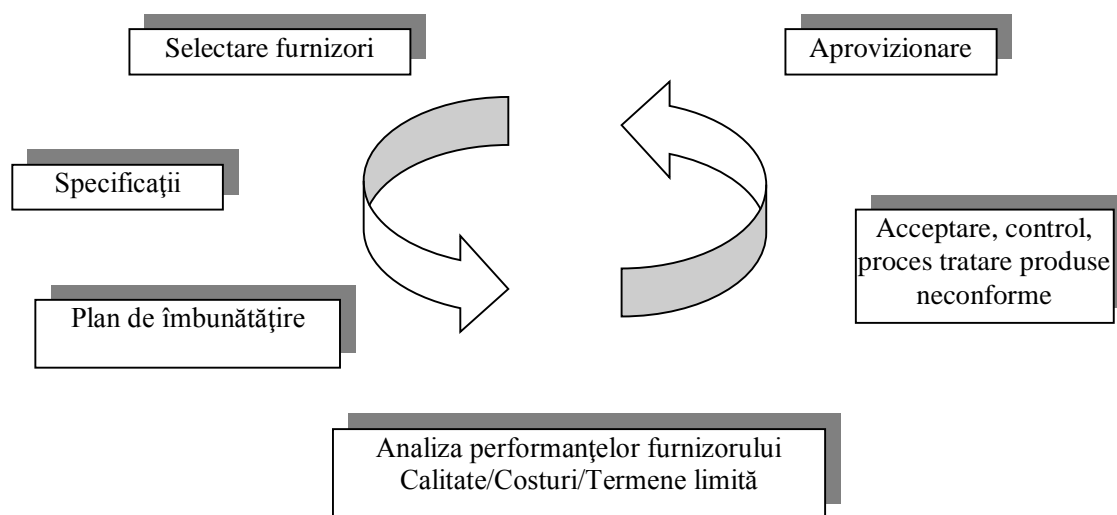 Selectare furnizori
Aprovizionare
Specificaţii
Acceptare, control,
proces tratare produse
neconforme
Plan de îmbunătăţire
Analiza performanţelor furnizorului
Calitate/Costuri/Termene limită